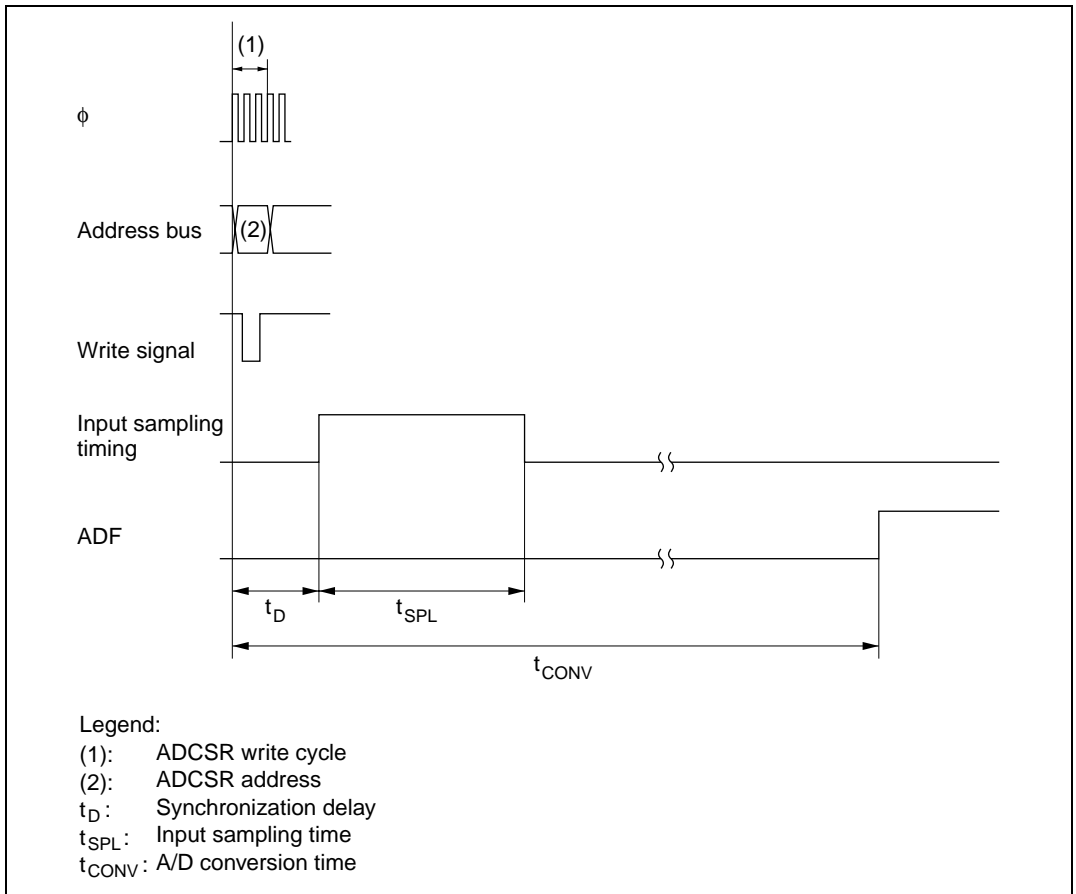 (1)
ϕ
Address bus
(2)
Write signal
Input sampling
timing
ADF
tD
tSPL
tCONV
Legend:
(1): ADCSR write cycle
(2): ADCSR address
tD : Synchronization delay
tSPL : Input sampling time
tCONV : A/D conversion time